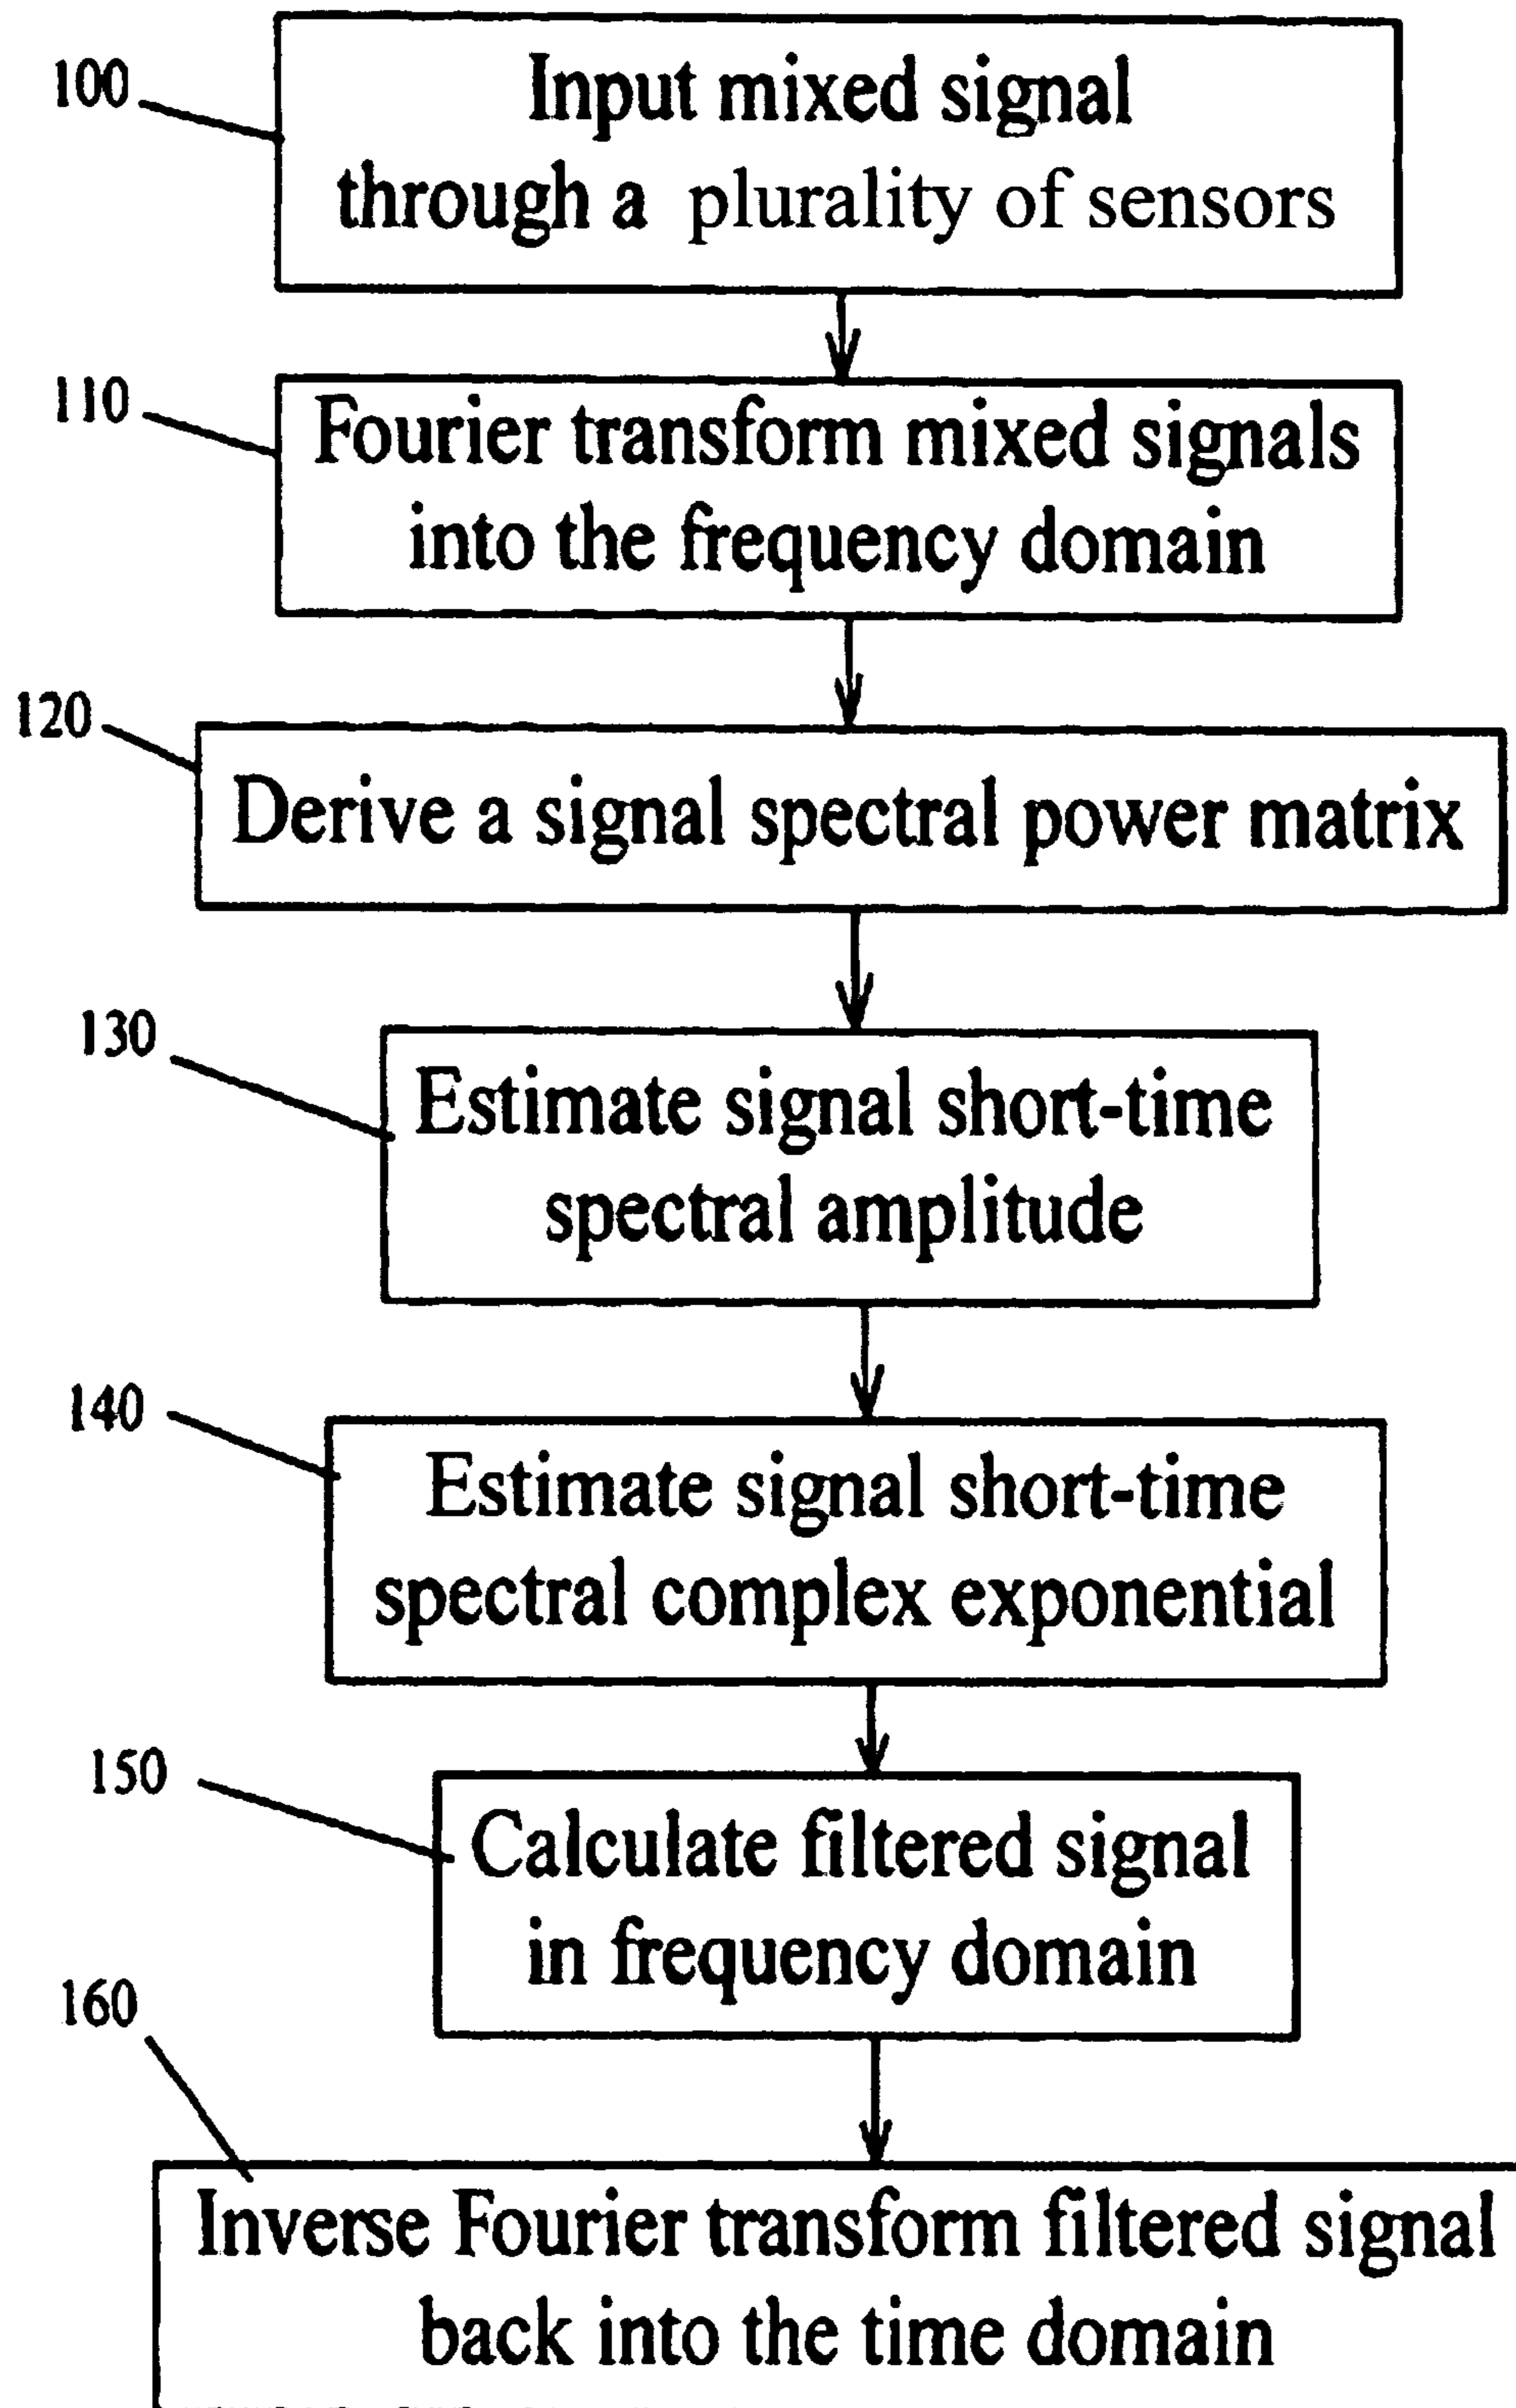 100
Input mixed signal
through a plurality of sensors
110
Fourier transform mixed signals
into the frequency domain
120
Derive a signal spectral power matrix
130
Estimate signal short-time
spectral amplitude
140
Estimate signal short-time
spectral complex exponential
150
Calculate filtered signal
in frequency domain
160
Inverse Fourier transform filtered signal
back into the time domain